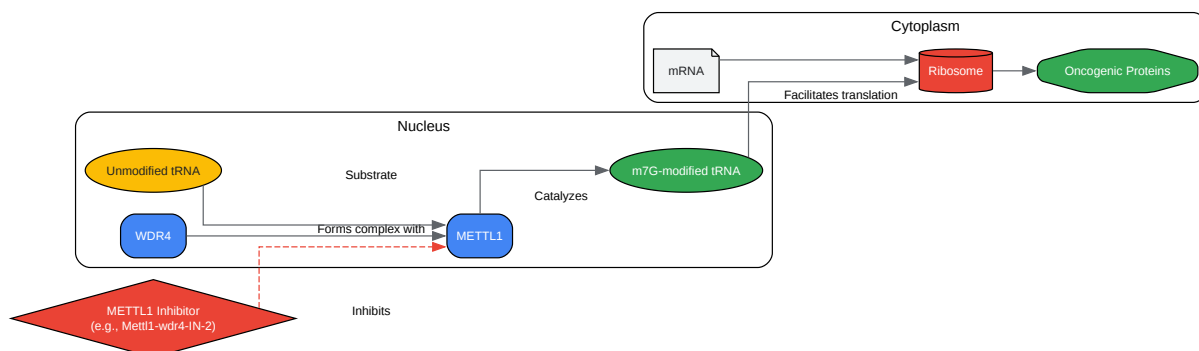 Cytoplasm
mRNA
Ribosome
Oncogenic Proteins
Facilitates translation
Nucleus
Unmodified tRNA
Substrate
m7G-modified tRNA
Catalyzes
WDR4
Forms complex with
METTL1
METTL1 Inhibitor
(e.g., Mettl1-wdr4-IN-2)
Inhibits